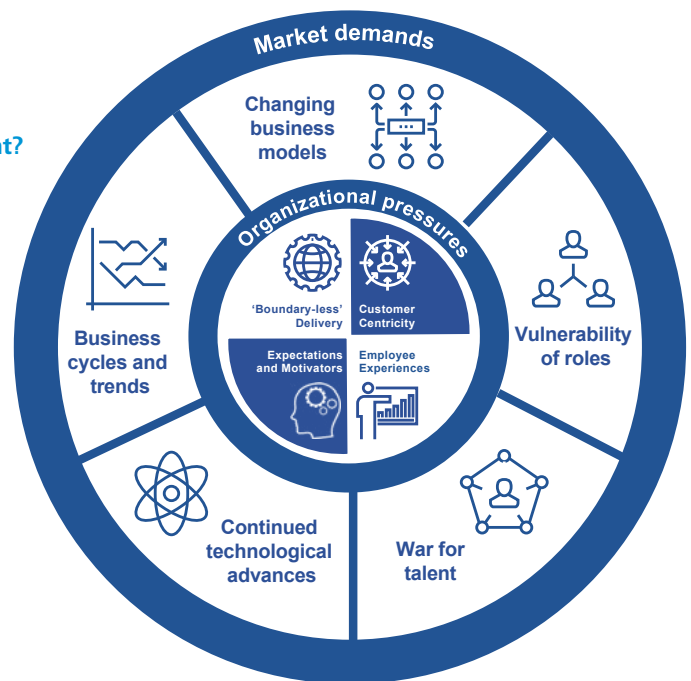 Market demands
Changing
business
models
nt?
Organizational pressures
'Boundary-less'
Delivery
Customer
Centricity
Business
cycles and
trends
Vulnerability
of roles
Expectations
and Motivators
Employee
Experiences
Continued
technological
advances
War for
talent